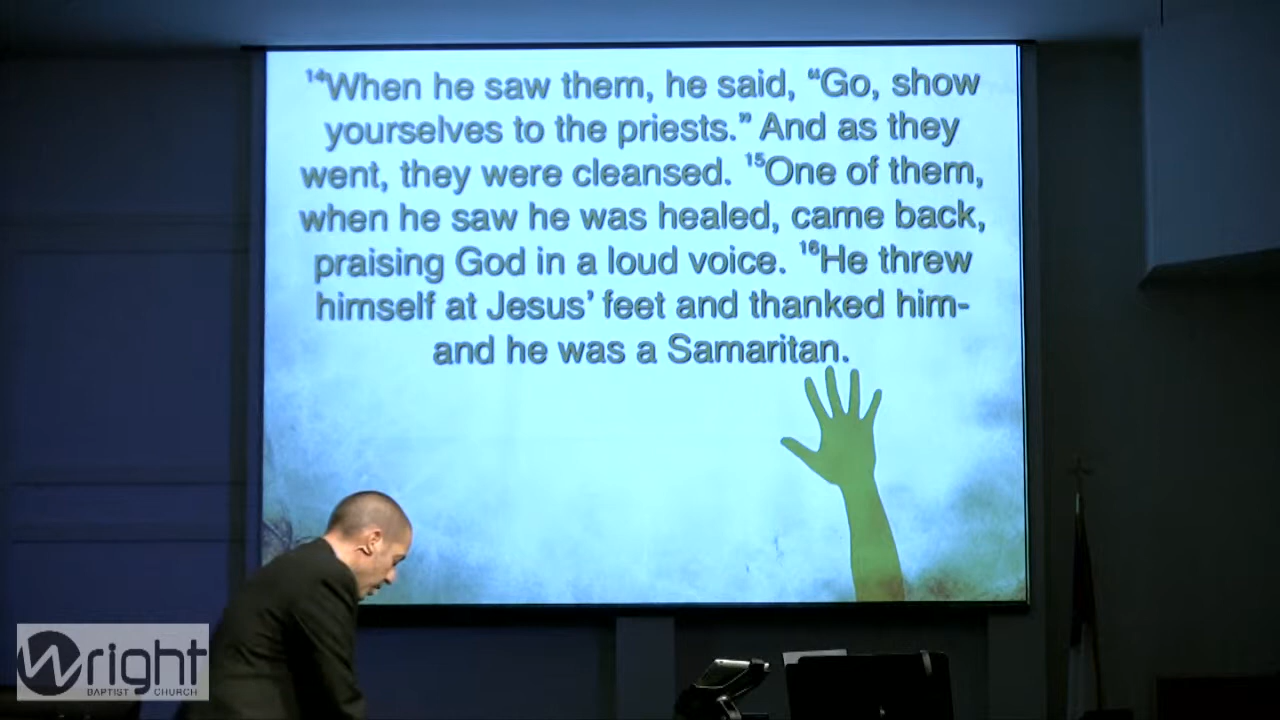 ¹⁴When he saw them, he said, “Go, show
yourselves to the priests.” And as they
went, they were cleansed. ¹⁵One of them,
when he saw he was healed, came back,
praising God in a loud voice. ¹⁶He threw
himself at Jesus’ feet and thanked him-
and he was a Samaritan.
wright
BAPTIST CHURCH